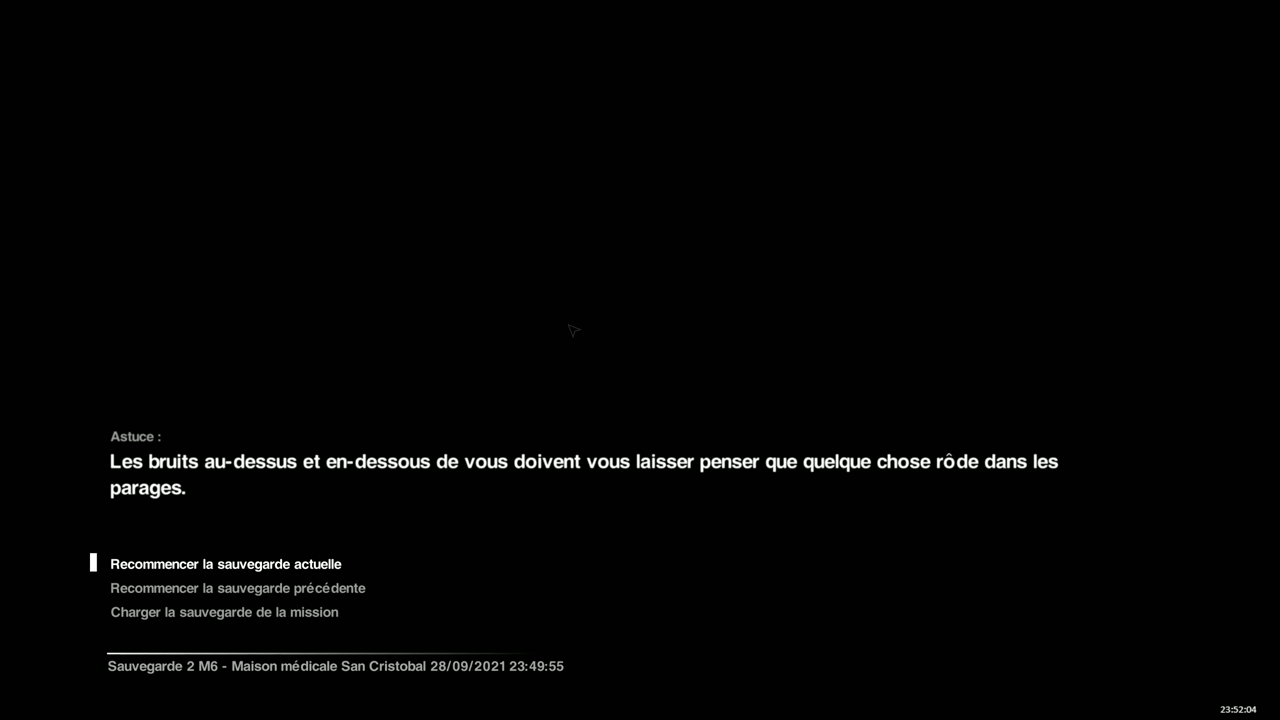 Astuce :
Les bruits au-dessus et en-dessous de vous doivent vous laisser penser que quelque chose rôde dans les
parages.
Recommencer la sauvegarde actuelle
Recommencer la sauvegarde précédente
Charger la sauvegarde de la mission
Sauvegarde 2 M6 - Maison médicale San Cristobal 28/09/2021 23:49:55
23:52:04